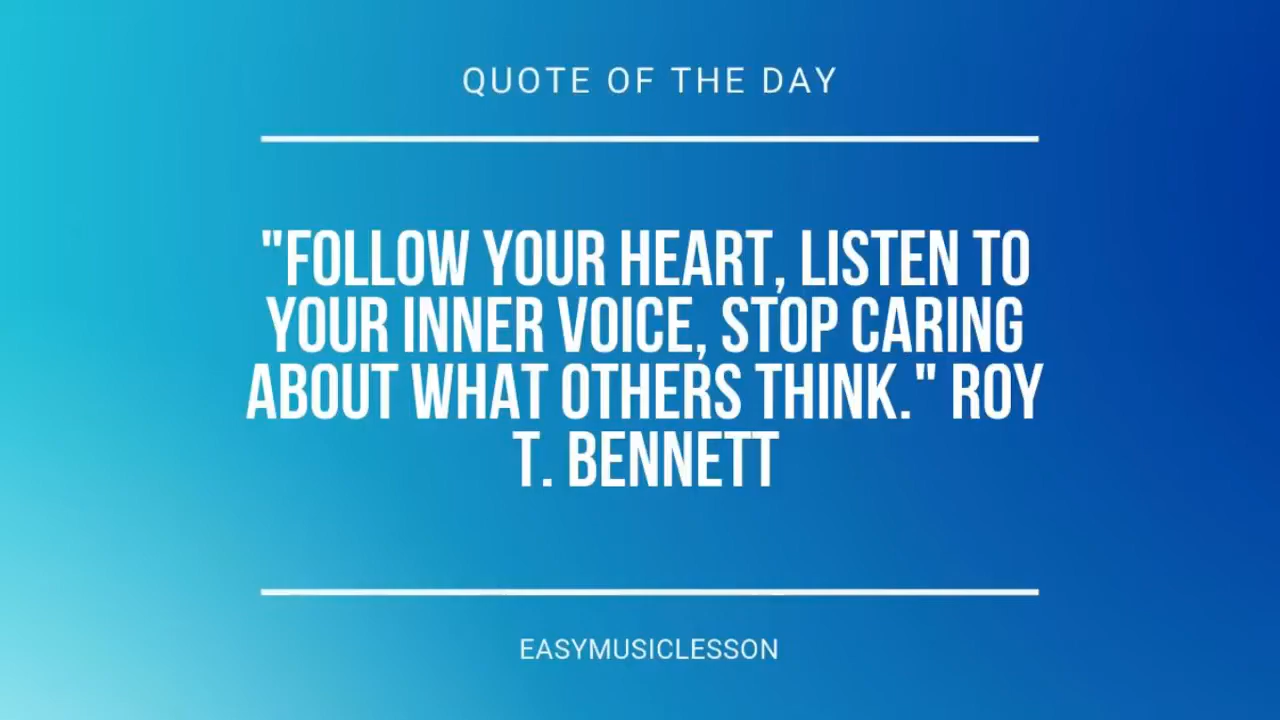 QUOTE OF THE DAY
"FOLLOW YOUR HEART, LISTEN TO
YOUR INNER VOICE, STOP CARING
ABOUT WHAT OTHERS THINK." ROY
T. BENNETT
EASYMUSICLESSON